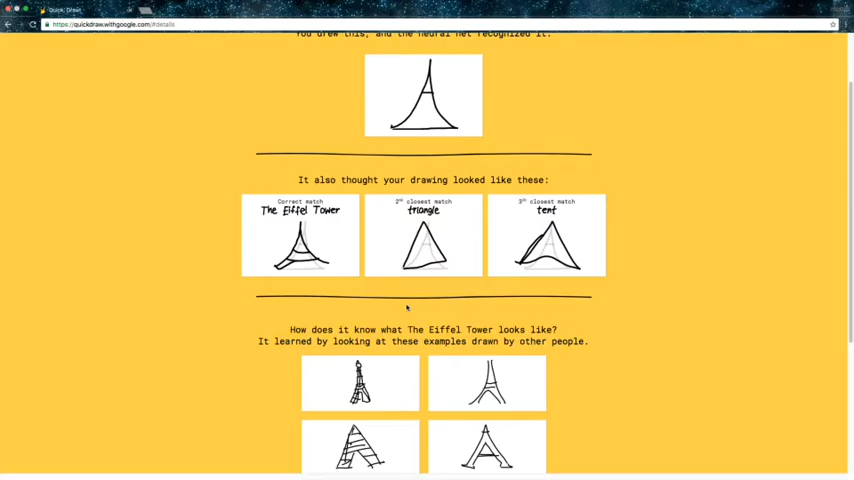 Quick, Draw!
https://quickdraw.withgoogle.com/#details
You drew this, and the neural net recognized it.
It also thought your drawing looked like these:
Correct match
The Eiffel Tower
2nd closest match
triangle
3rd closest match
tent
How does it know what The Eiffel Tower looks like?
It learned by looking at these examples drawn by other people.